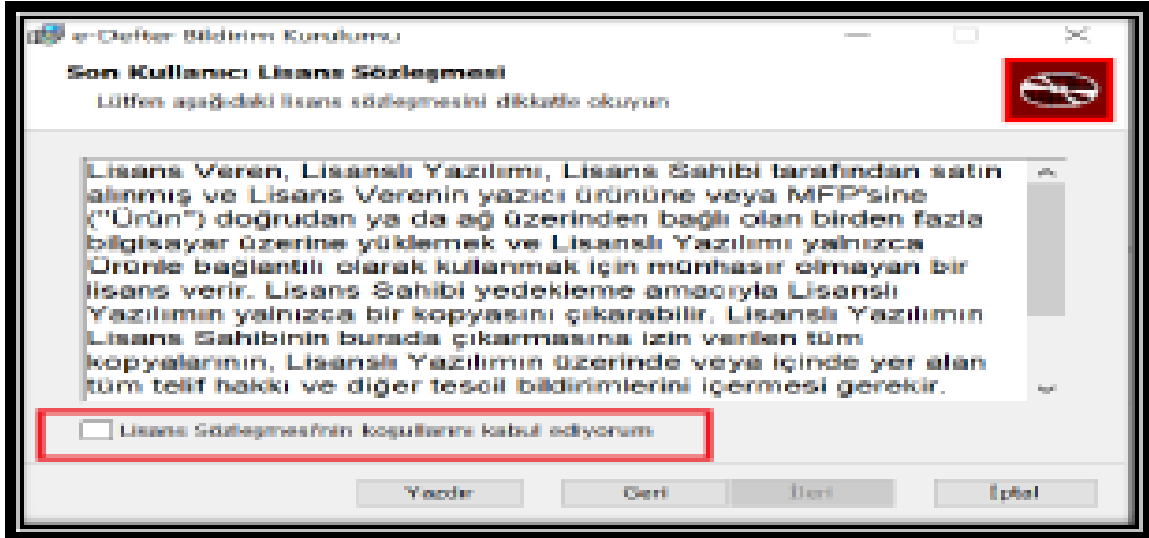 e-Defter Bildirim Kurulumu
Son Kullanıcı Lisans Sözleşmesi
Lütfen aşağıdaki lisans sözleşmesini dikkatle okuyun
Lisans Veren, Lisanslı Yazılımı, Lisans Sahibi tarafından satın
alınmış ve Lisans Verenin yazıcı ürününe veya MFP'sine
("Ürün") doğrudan ya da ağ üzerinden bağlı olan birden fazla
bilgisayar üzerine yüklemek ve Lisanslı Yazılımı yalnızca
Ürünle bağlantılı olarak kullanmak için münhasır olmayan bir
lisans verir. Lisans Sahibi yedekleme amacıyla Lisanslı
Yazılımın yalnızca bir kopyasını çıkarabilir. Lisanslı Yazılımın
Lisans Sahibinin burada çıkarmasına izin verilen tüm
kopyalarının, Lisanslı Yazılımın üzerinde veya içinde yer alan
tüm telif hakkı ve diğer tescil bildirimlerini içermesi gerekir.
Lisans Sözleşmesi'nin koşullarını kabul ediyorum
Yazdır Geri İleri İptal